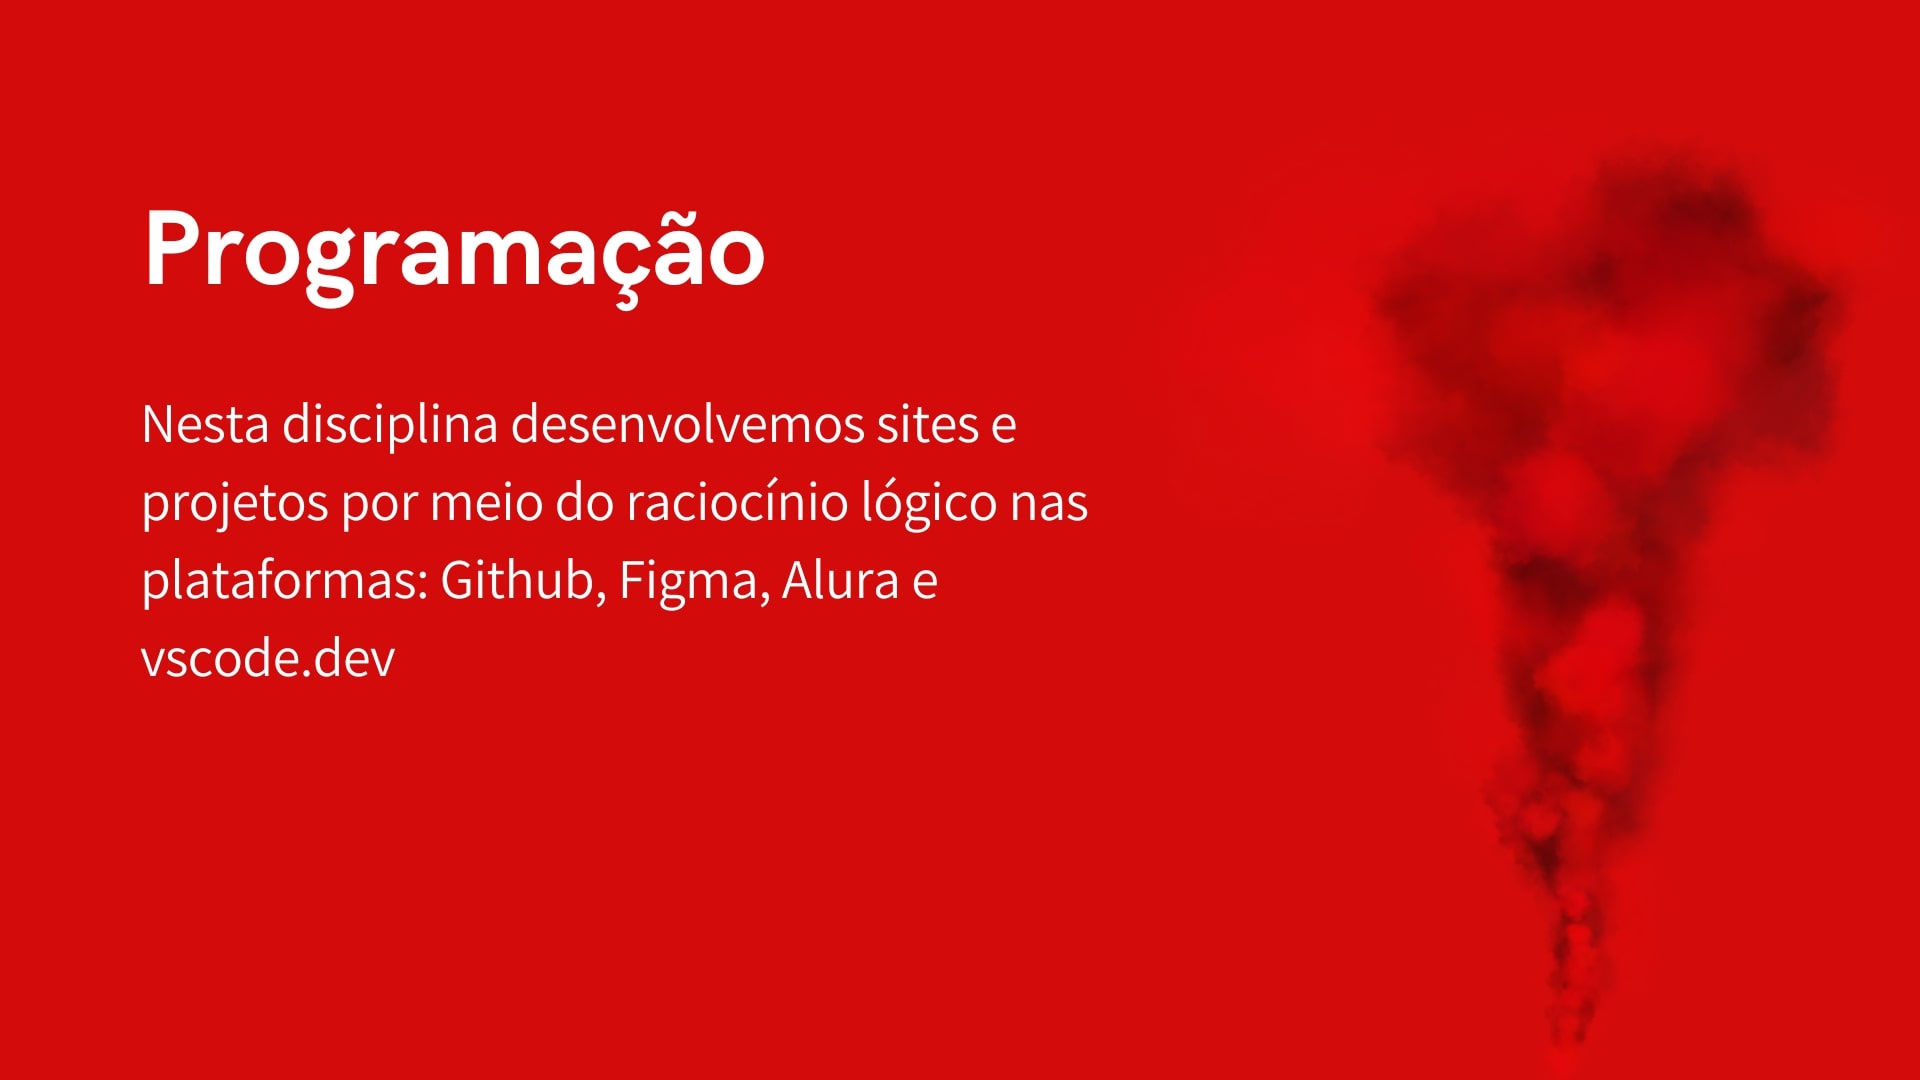 Programação
Nesta disciplina desenvolvemos sites e
projetos por meio do raciocínio lógico nas
plataformas: Github, Figma, Alura e
vscode.dev